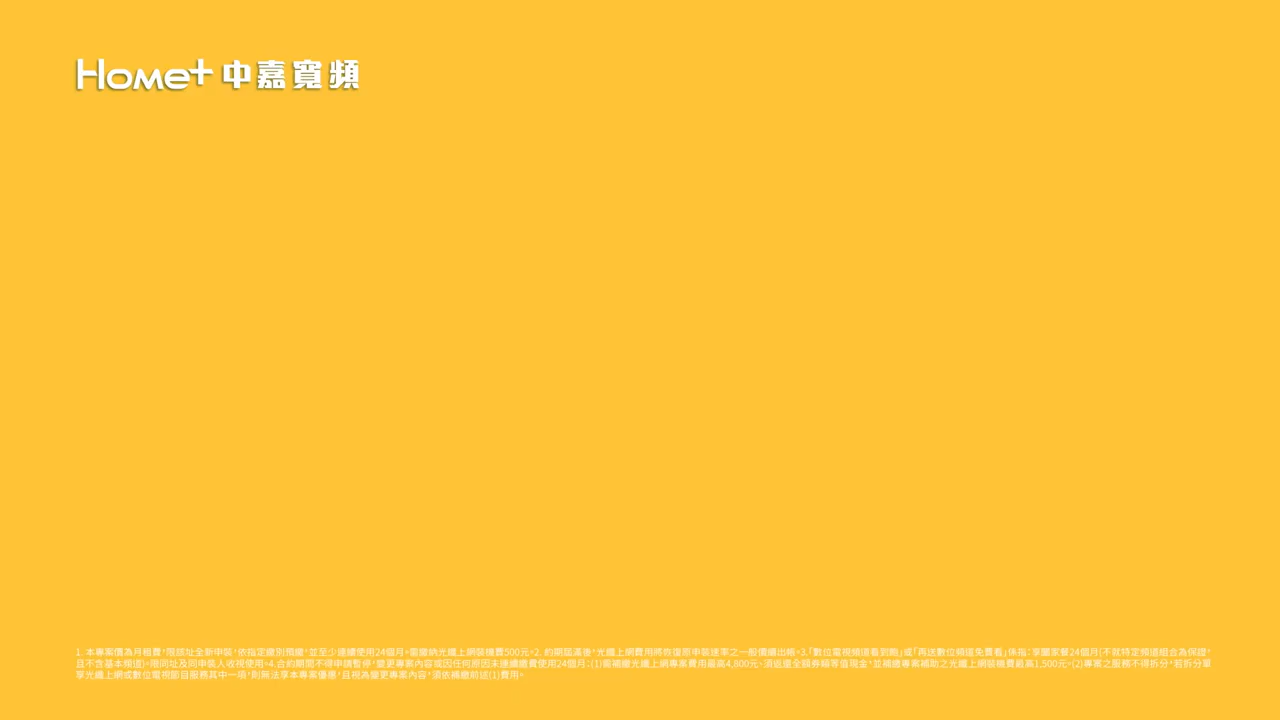 Home+ 中嘉寬頻
1. 本專案價為月租費,限該址全新申裝,依指定繳別預繳,並至少連續使用24個月。需繳納光纖上網裝機費500元。2. 約期屆滿後,光纖上網費用將恢復原申裝速率之一般價繳出帳。3.「數位電視頻道看到飽」或「再送數位頻道免費看」係指:享闔家餐24個月(不就特定頻道組合為保證,
且不含基本頻道)。限同址及同申裝人收視使用。4.合約期間不得申請暫停,變更專案內容或因任何原因未連續繳費使用24個月:(1)需補繳光纖上網專案費用最高4,800元、須返還全額券額等值現金,並補繳專案補助之光纖上網裝機費最高1,500元。(2)專案之服務不得拆分,若拆分單
享光纖上網或數位電視節目服務其中一項,則無法享本專案優惠,且視為變更專案內容,須依補繳前述(1)費用。